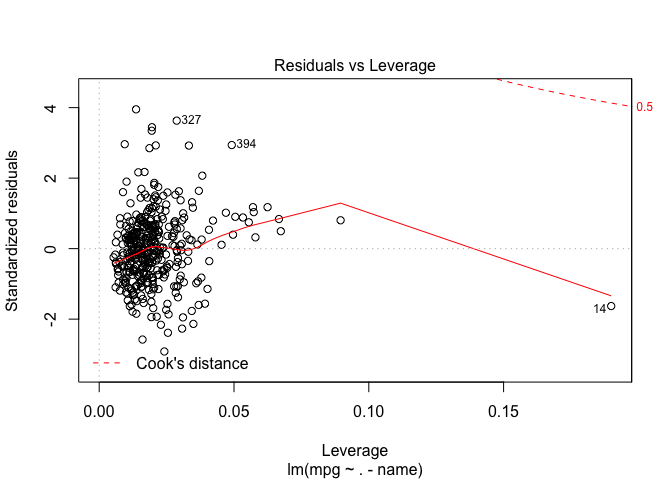 Residuals vs Leverage
Standardized residuals
4
2
0
-2
327
394
14
0.5
Cook's distance
0.00
0.05
0.10
0.15
Leverage
lm(mpg ~ . - name)